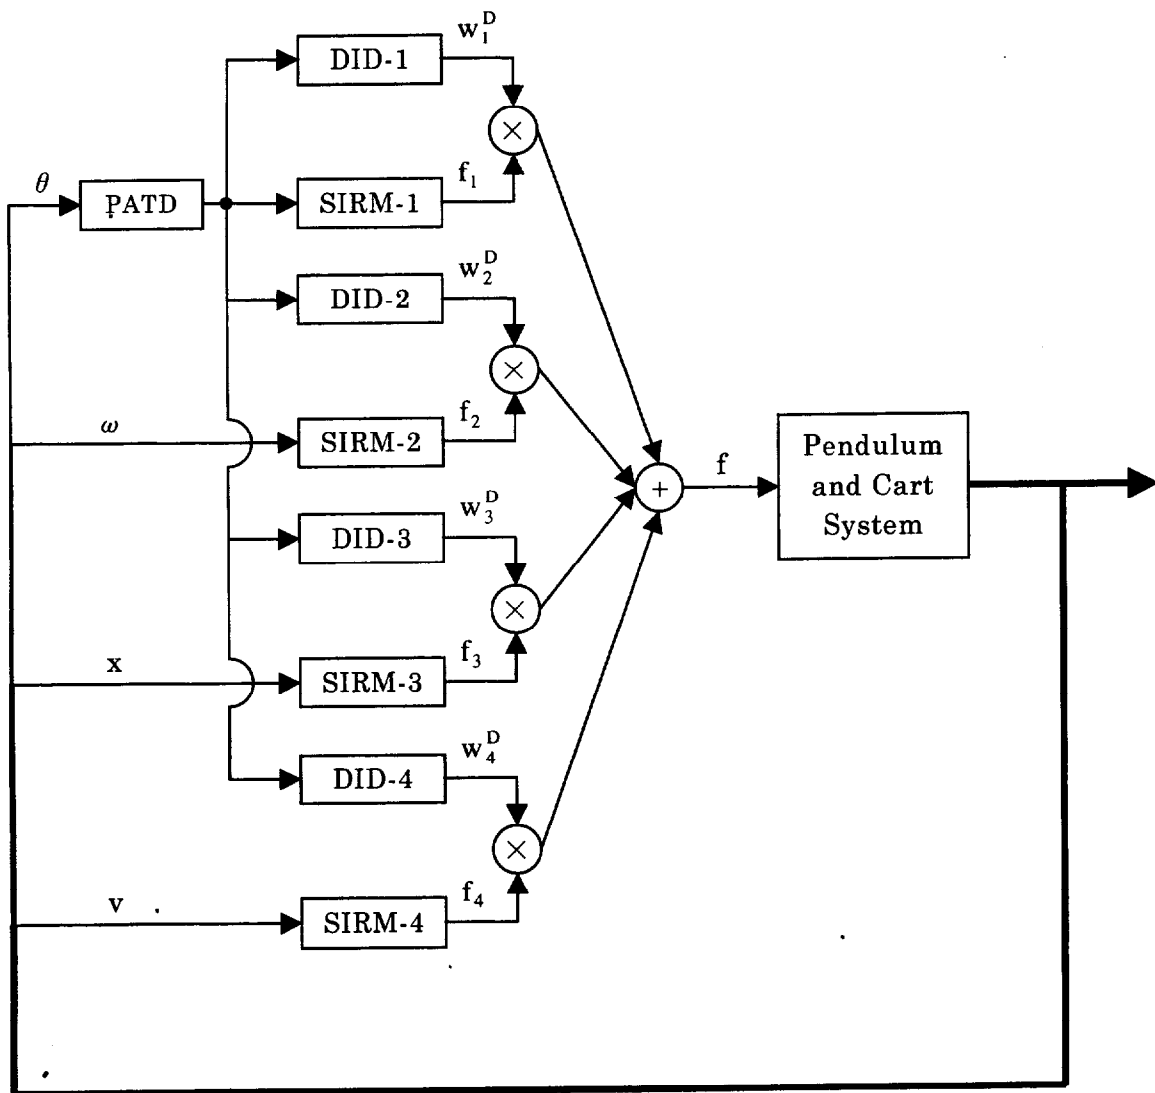 w₁ᴰ
DID-1
×
θ
PATD
f₁
SIRM-1
w₂ᴰ
DID-2
×
ω
f₂
SIRM-2
+
f
Pendulum
and Cart
System
w₃ᴰ
DID-3
×
x
f₃
SIRM-3
w₄ᴰ
DID-4
×
v
f₄
SIRM-4